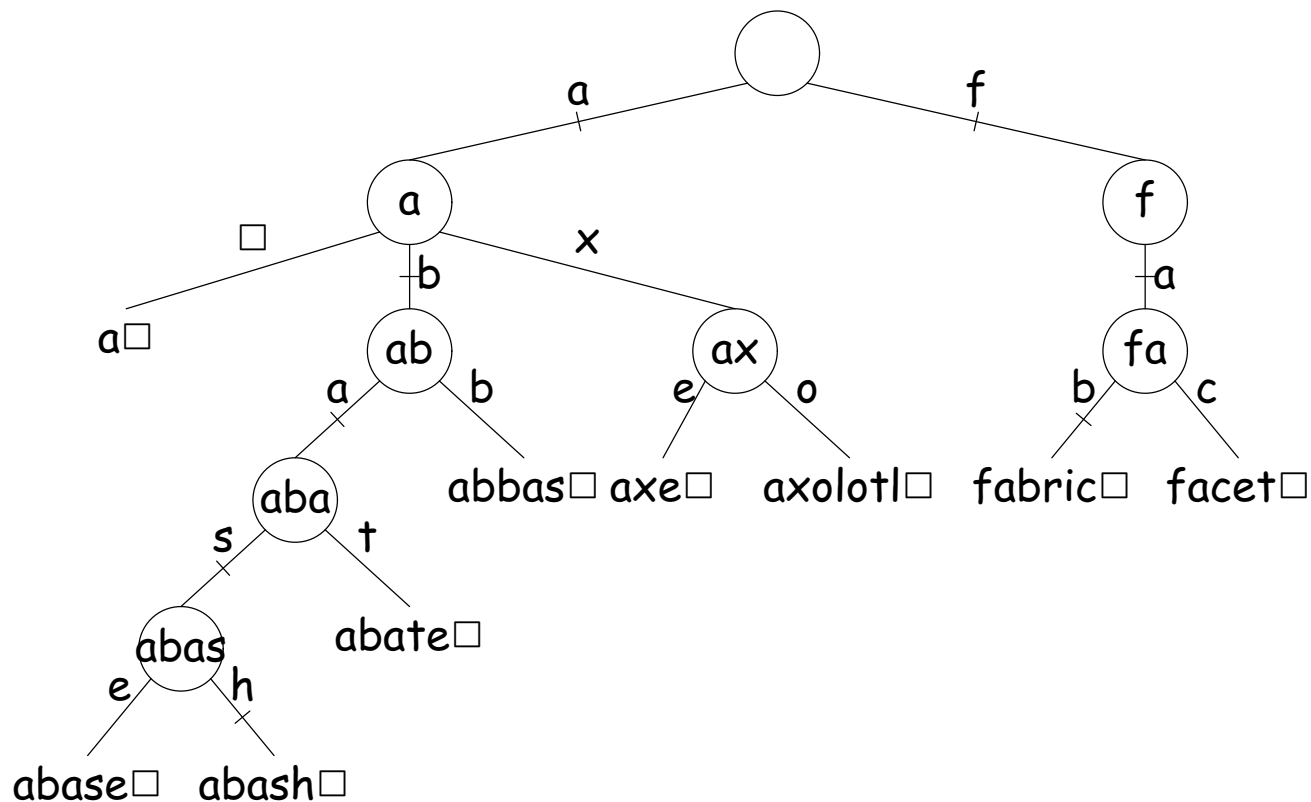 a f
a f
□ b x a
a□ ab ax fa
a b e o b c
aba abbas□ axe□ axolotl□ fabric□ facet□
s t
abas abate□
e h
abase□ abash□